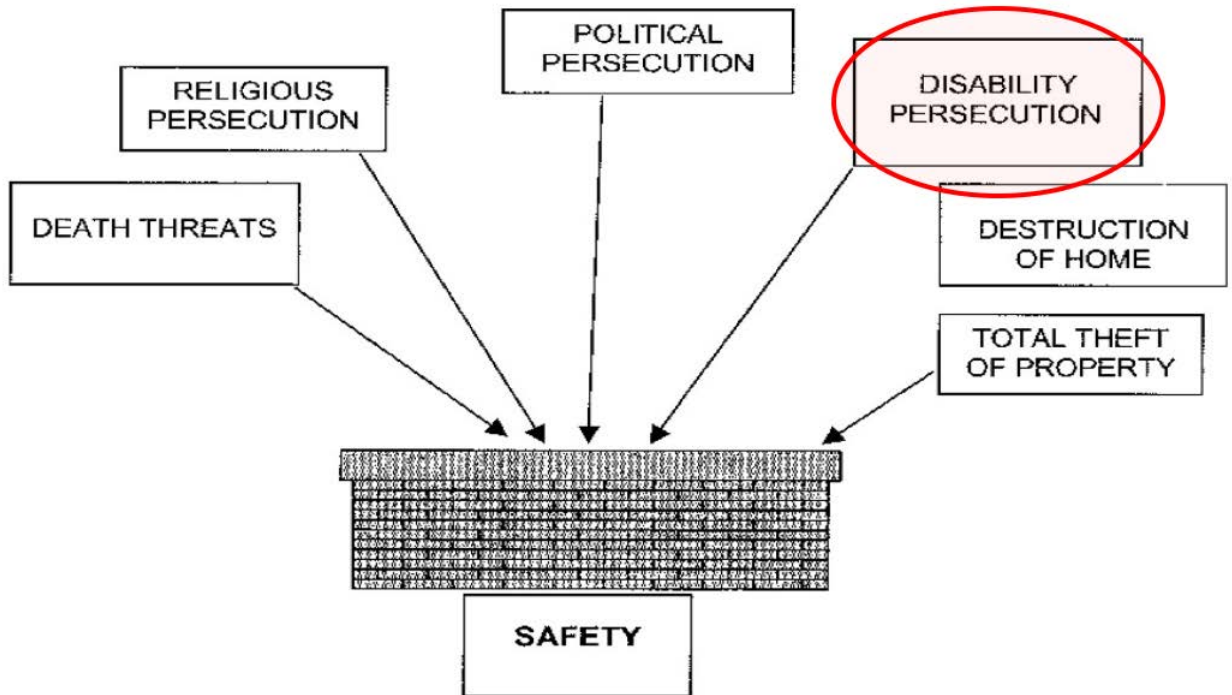 POLITICAL
PERSECUTION
DISABILITY
PERSECUTION
RELIGIOUS
PERSECUTION
DEATH THREATS
DESTRUCTION
OF HOME
TOTAL THEFT
OF PROPERTY
SAFETY